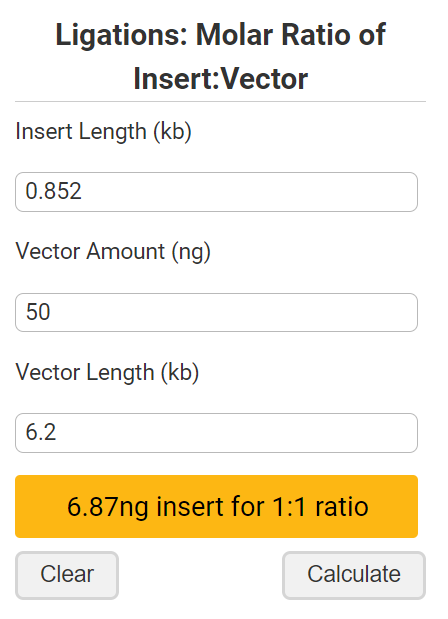 Ligations: Molar Ratio of
Insert:Vector
Insert Length (kb)
0.852
Vector Amount (ng)
50
Vector Length (kb)
6.2
6.87ng insert for 1:1 ratio
Clear
Calculate